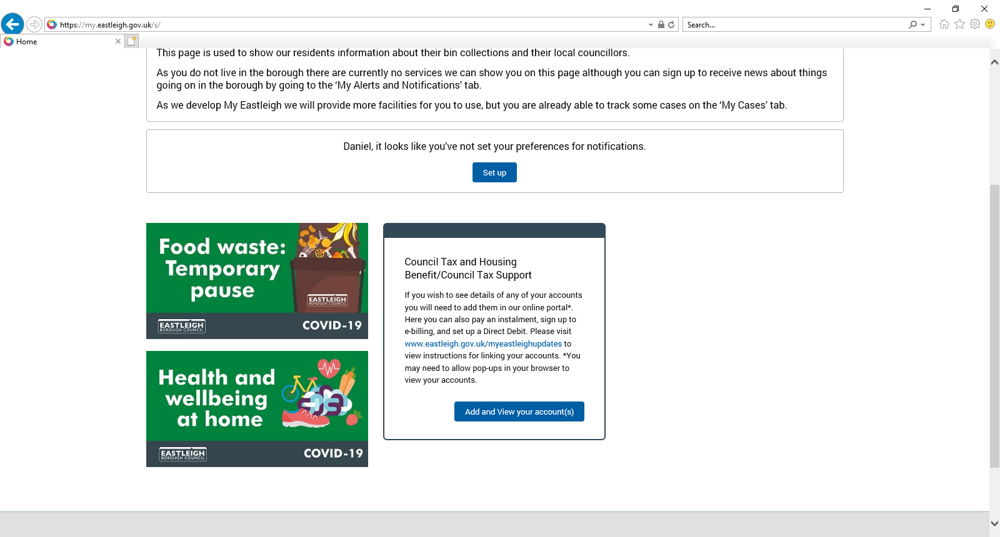 https://my.eastleigh.gov.uk/s/
Search...
Home
This page is used to show our residents information about their bin collections and their local councillors.
As you do not live in the borough there are currently no services we can show you on this page although you can sign up to receive news about things
going on in the borough by going to the ‘My Alerts and Notifications’ tab.
As we develop My Eastleigh we will provide more facilities for you to use, but you are already able to track some cases on the ‘My Cases’ tab.
Daniel, it looks like you’ve not set your preferences for notifications.
Set up
Food waste:
Temporary
pause
EASTLEIGH
BOROUGH COUNCIL
EASTLEIGH
BOROUGH COUNCIL
COVID-19
Health and
wellbeing
at home
EASTLEIGH
BOROUGH COUNCIL
COVID-19
Council Tax and Housing
Benefit/Council Tax Support
If you wish to see details of any of your accounts
you will need to add them in our online portal*.
Here you can also pay an instalment, sign up to
e-billing, and set up a Direct Debit. Please visit
www.eastleigh.gov.uk/myeastleighupdates to
view instructions for linking your accounts. *You
may need to allow pop-ups in your browser to
view your accounts.
Add and View your account(s)